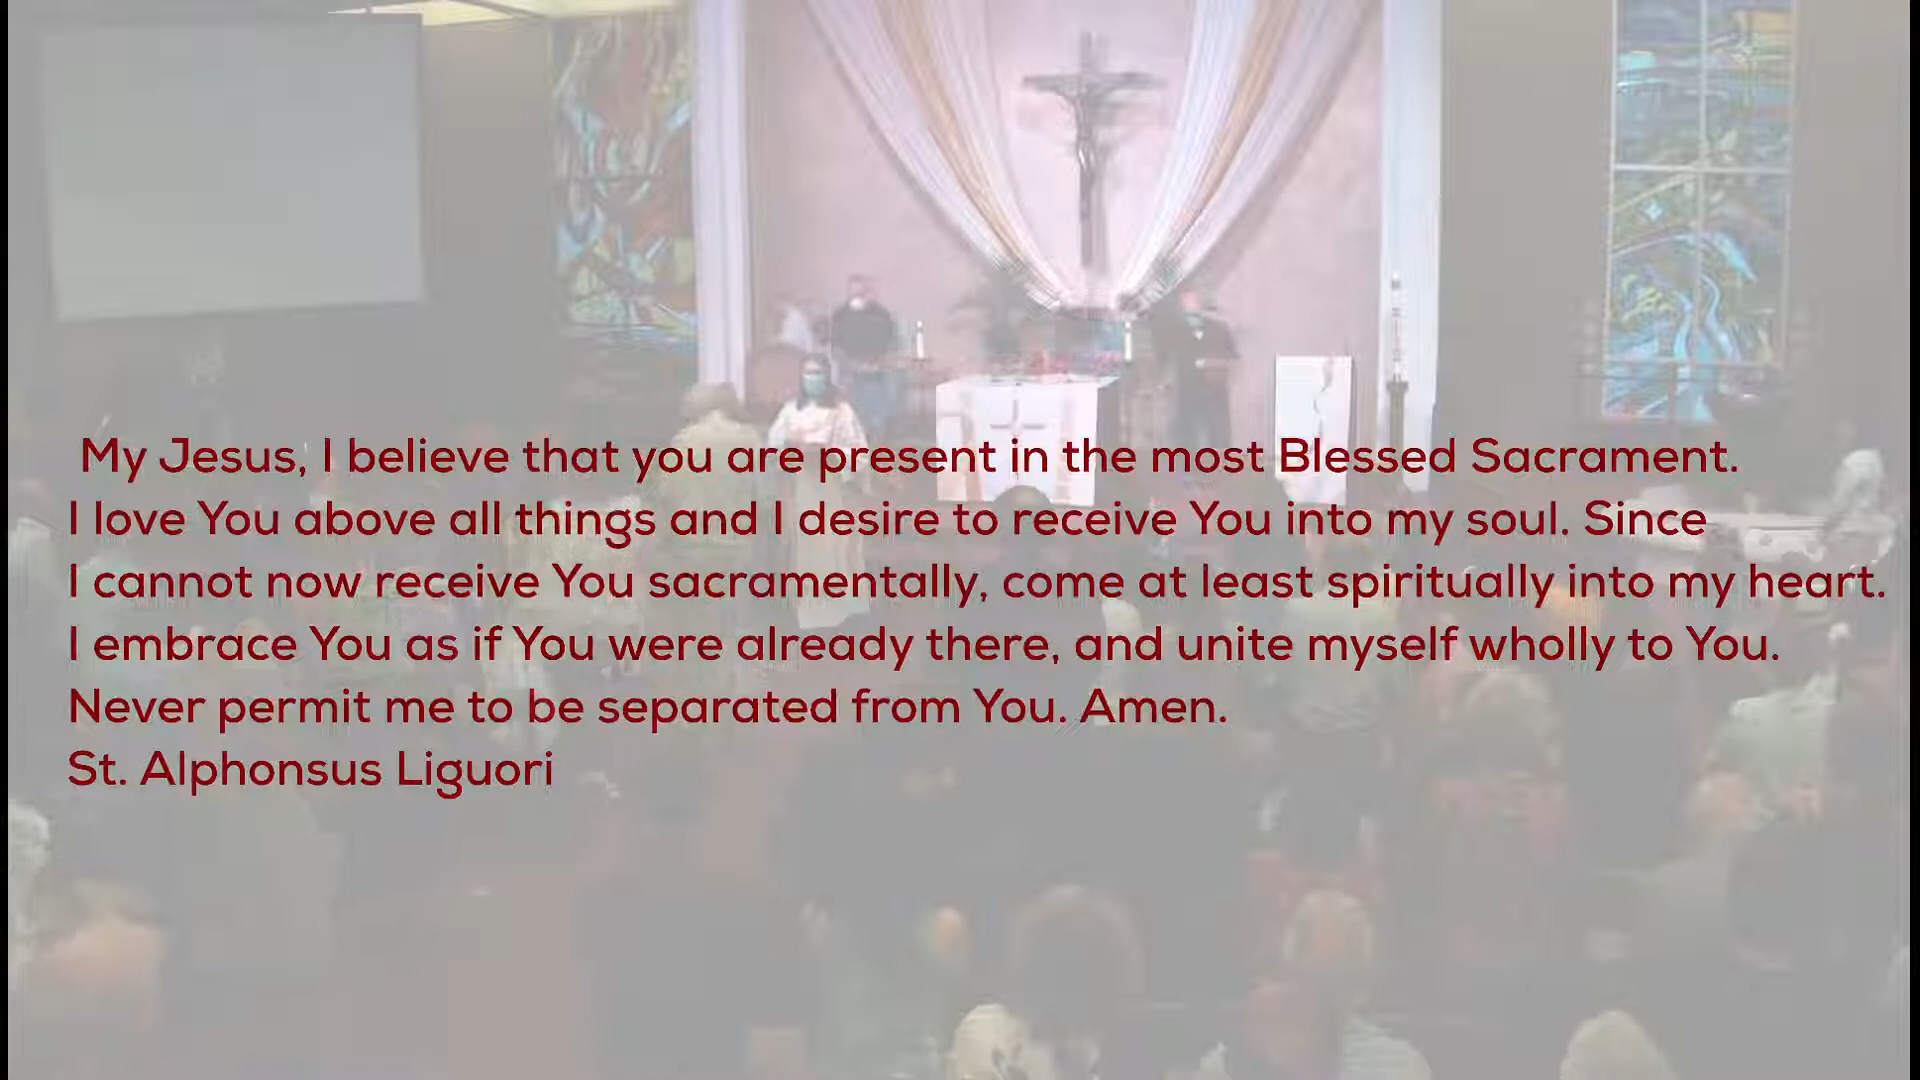 My Jesus, I believe that you are present in the most Blessed Sacrament.
I love You above all things and I desire to receive You into my soul. Since
I cannot now receive You sacramentally, come at least spiritually into my heart.
I embrace You as if You were already there, and unite myself wholly to You.
Never permit me to be separated from You. Amen.
St. Alphonsus Liguori